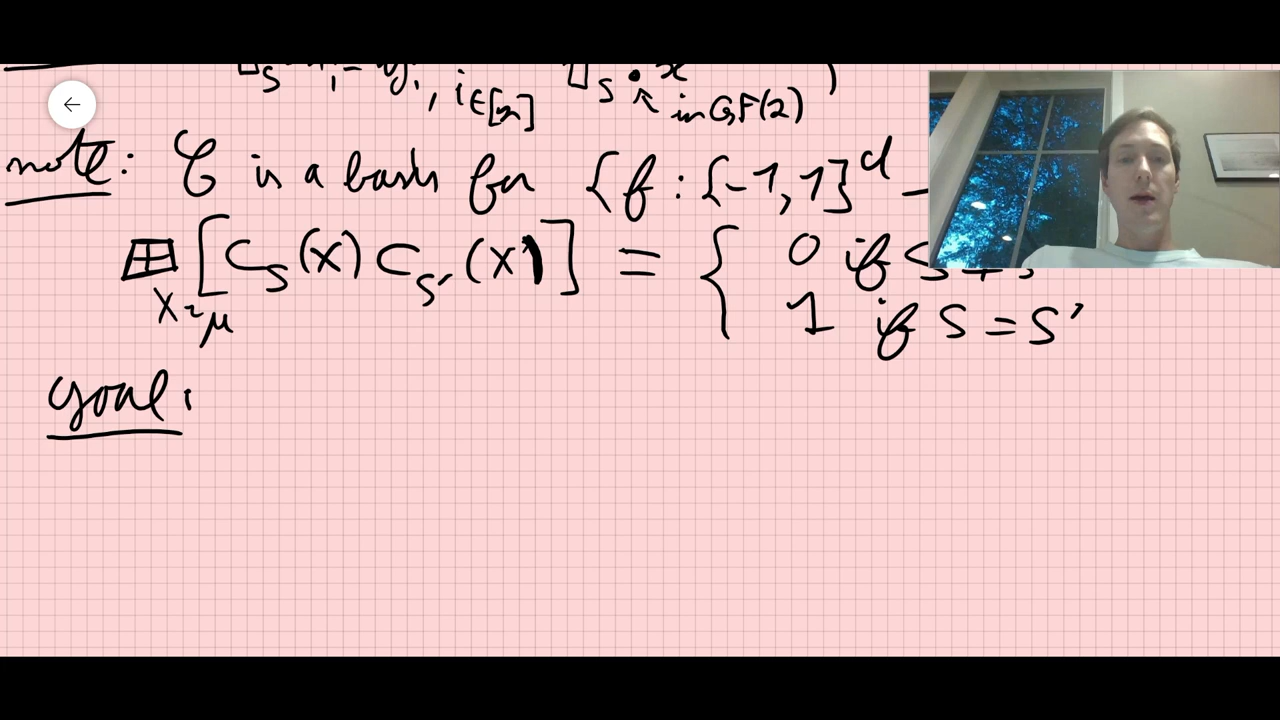 i∈[n] in GF(2)
note: C is a basis for {f : {-1,1}^d
E_{X~μ} [C_S(X) C_{S'}(X)] = { 0 if S
1 if S = S'
goal: